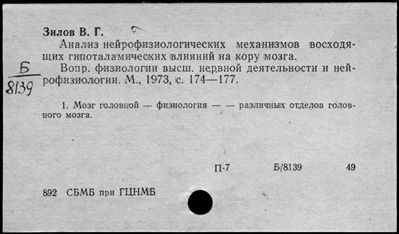 Зилов В. Г.
Анализ нейрофизиологических механизмов восходя-
щих гипоталамических влияний на кору мозга.
Вопр. физиологии высш. нервной деятельности и ней-
рофизиологии. М., 1973, с. 174—177.
Б
8139
1. Мозг головной — физиология — — различных отделов голов-
ного мозга.
П-7 Б/8139 49
892 СБМБ при ГЦНМБ